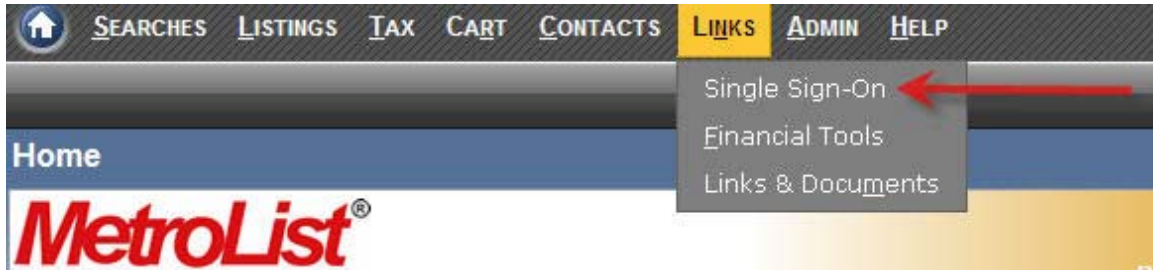 SEARCHES LISTINGS TAX CART CONTACTS LINKS ADMIN HELP
Single Sign-On
Financial Tools
Links & Documents
Home
MetroList®